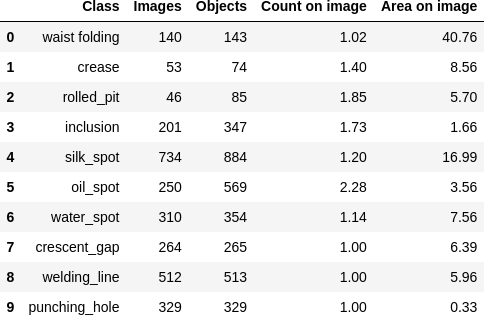 Class Images Objects Count on image Area on image
0 waist folding 140 143 1.02 40.76
1 crease 53 74 1.40 8.56
2 rolled_pit 46 85 1.85 5.70
3 inclusion 201 347 1.73 1.66
4 silk_spot 734 884 1.20 16.99
5 oil_spot 250 569 2.28 3.56
6 water_spot 310 354 1.14 7.56
7 crescent_gap 264 265 1.00 6.39
8 welding_line 512 513 1.00 5.96
9 punching_hole 329 329 1.00 0.33